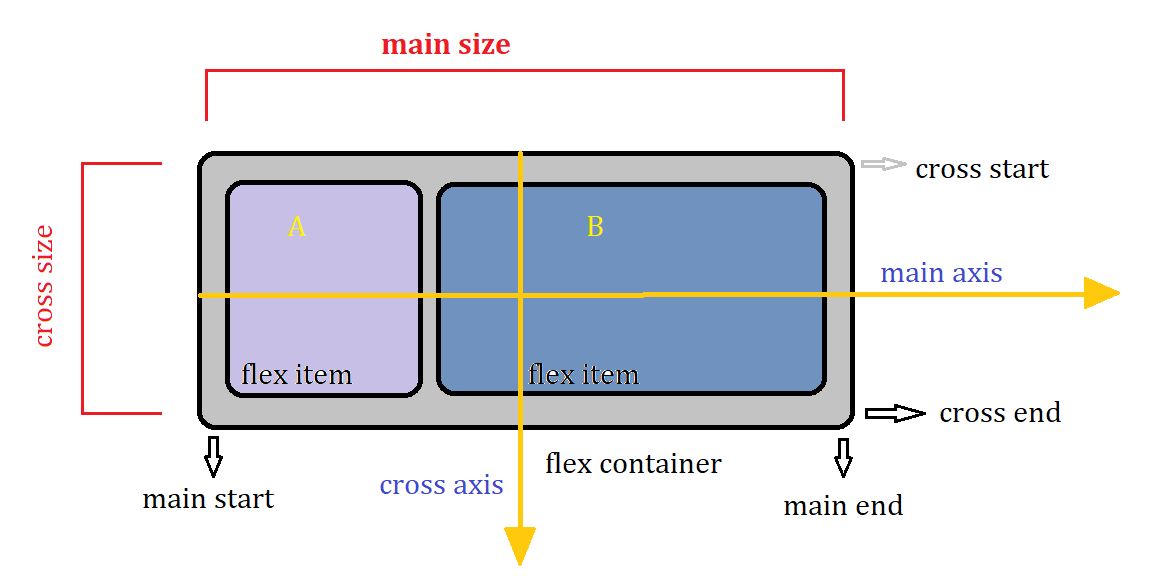 main size
cross start
A
B
cross size
main axis
flex item
flex item
cross end
flex container
cross axis
main start
main end